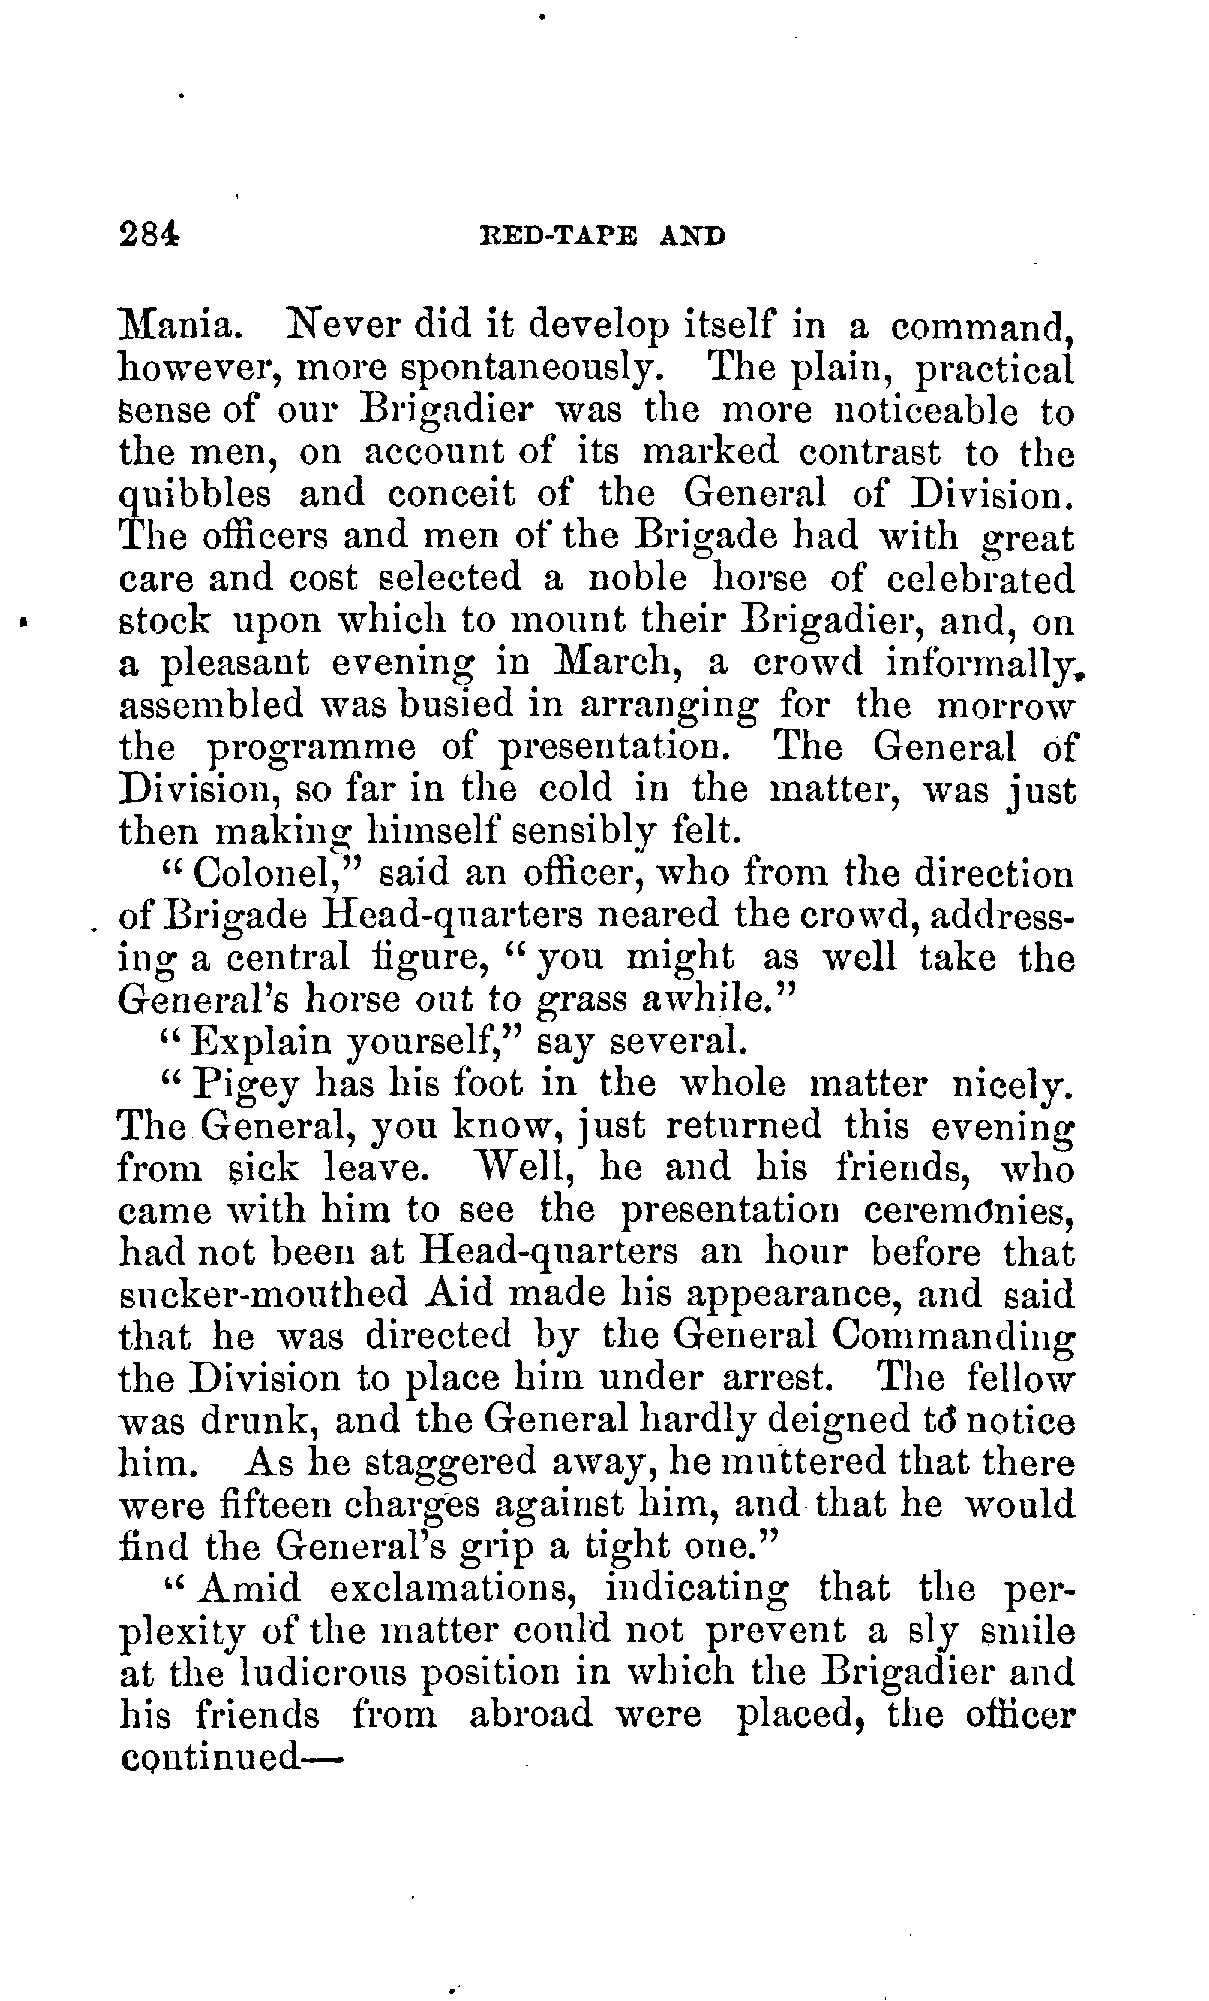 284 RED-TAPE AND
Mania. Never did it develop itself in a command,
however, more spontaneously. The plain, practical
sense of our Brigadier was the more noticeable to
the men, on account of its marked contrast to the
quibbles and conceit of the General of Division.
The officers and men of the Brigade had with great
care and cost selected a noble horse of celebrated
stock upon which to mount their Brigadier, and, on
a pleasant evening in March, a crowd informally
assembled was busied in arranging for the morrow
the programme of presentation. The General of
Division, so far in the cold in the matter, was just
then making himself sensibly felt.
"Colonel," said an officer, who from the direction
of Brigade Head-quarters neared the crowd, address-
ing a central figure, "you might as well take the
General's horse out to grass awhile."
"Explain yourself," say several.
"Pigey has his foot in the whole matter nicely.
The General, you know, just returned this evening
from sick leave. Well, he and his friends, who
came with him to see the presentation ceremonies,
had not been at Head-quarters an hour before that
sucker-mouthed Aid made his appearance, and said
that he was directed by the General Commanding
the Division to place him under arrest. The fellow
was drunk, and the General hardly deigned to notice
him. As he staggered away, he muttered that there
were fifteen charges against him, and that he would
find the General's grip a tight one."
"Amid exclamations, indicating that the per-
plexity of the matter could not prevent a sly smile
at the ludicrous position in which the Brigadier and
his friends from abroad were placed, the officer
continued—